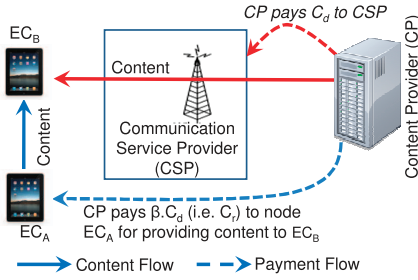 CP pays C_d to CSP
EC_B
Content
Communication
Service Provider
(CSP)
Content Provider (CP)
Content
EC_A
CP pays β.C_d (i.e. C_r) to node
EC_A for providing content to EC_B
Content Flow
Payment Flow